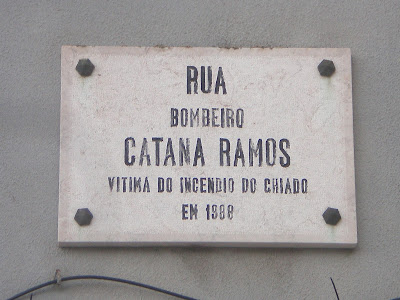 RUA
BOMBEIRO
CATANA RAMOS
VITIMA DO INCENDIO DO CHIADO
EM 1988